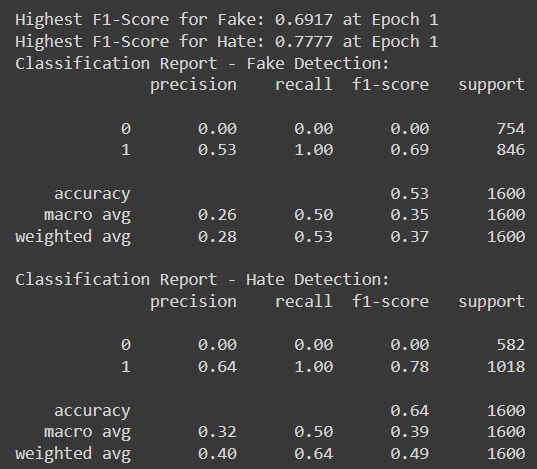 Highest F1-Score for Fake: 0.6917 at Epoch 1
Highest F1-Score for Hate: 0.7777 at Epoch 1
Classification Report - Fake Detection:
precision recall f1-score support
0 0.00 0.00 0.00 754
1 0.53 1.00 0.69 846
accuracy 0.53 1600
macro avg 0.26 0.50 0.35 1600
weighted avg 0.28 0.53 0.37 1600
Classification Report - Hate Detection:
precision recall f1-score support
0 0.00 0.00 0.00 582
1 0.64 1.00 0.78 1018
accuracy 0.64 1600
macro avg 0.32 0.50 0.39 1600
weighted avg 0.40 0.64 0.49 1600